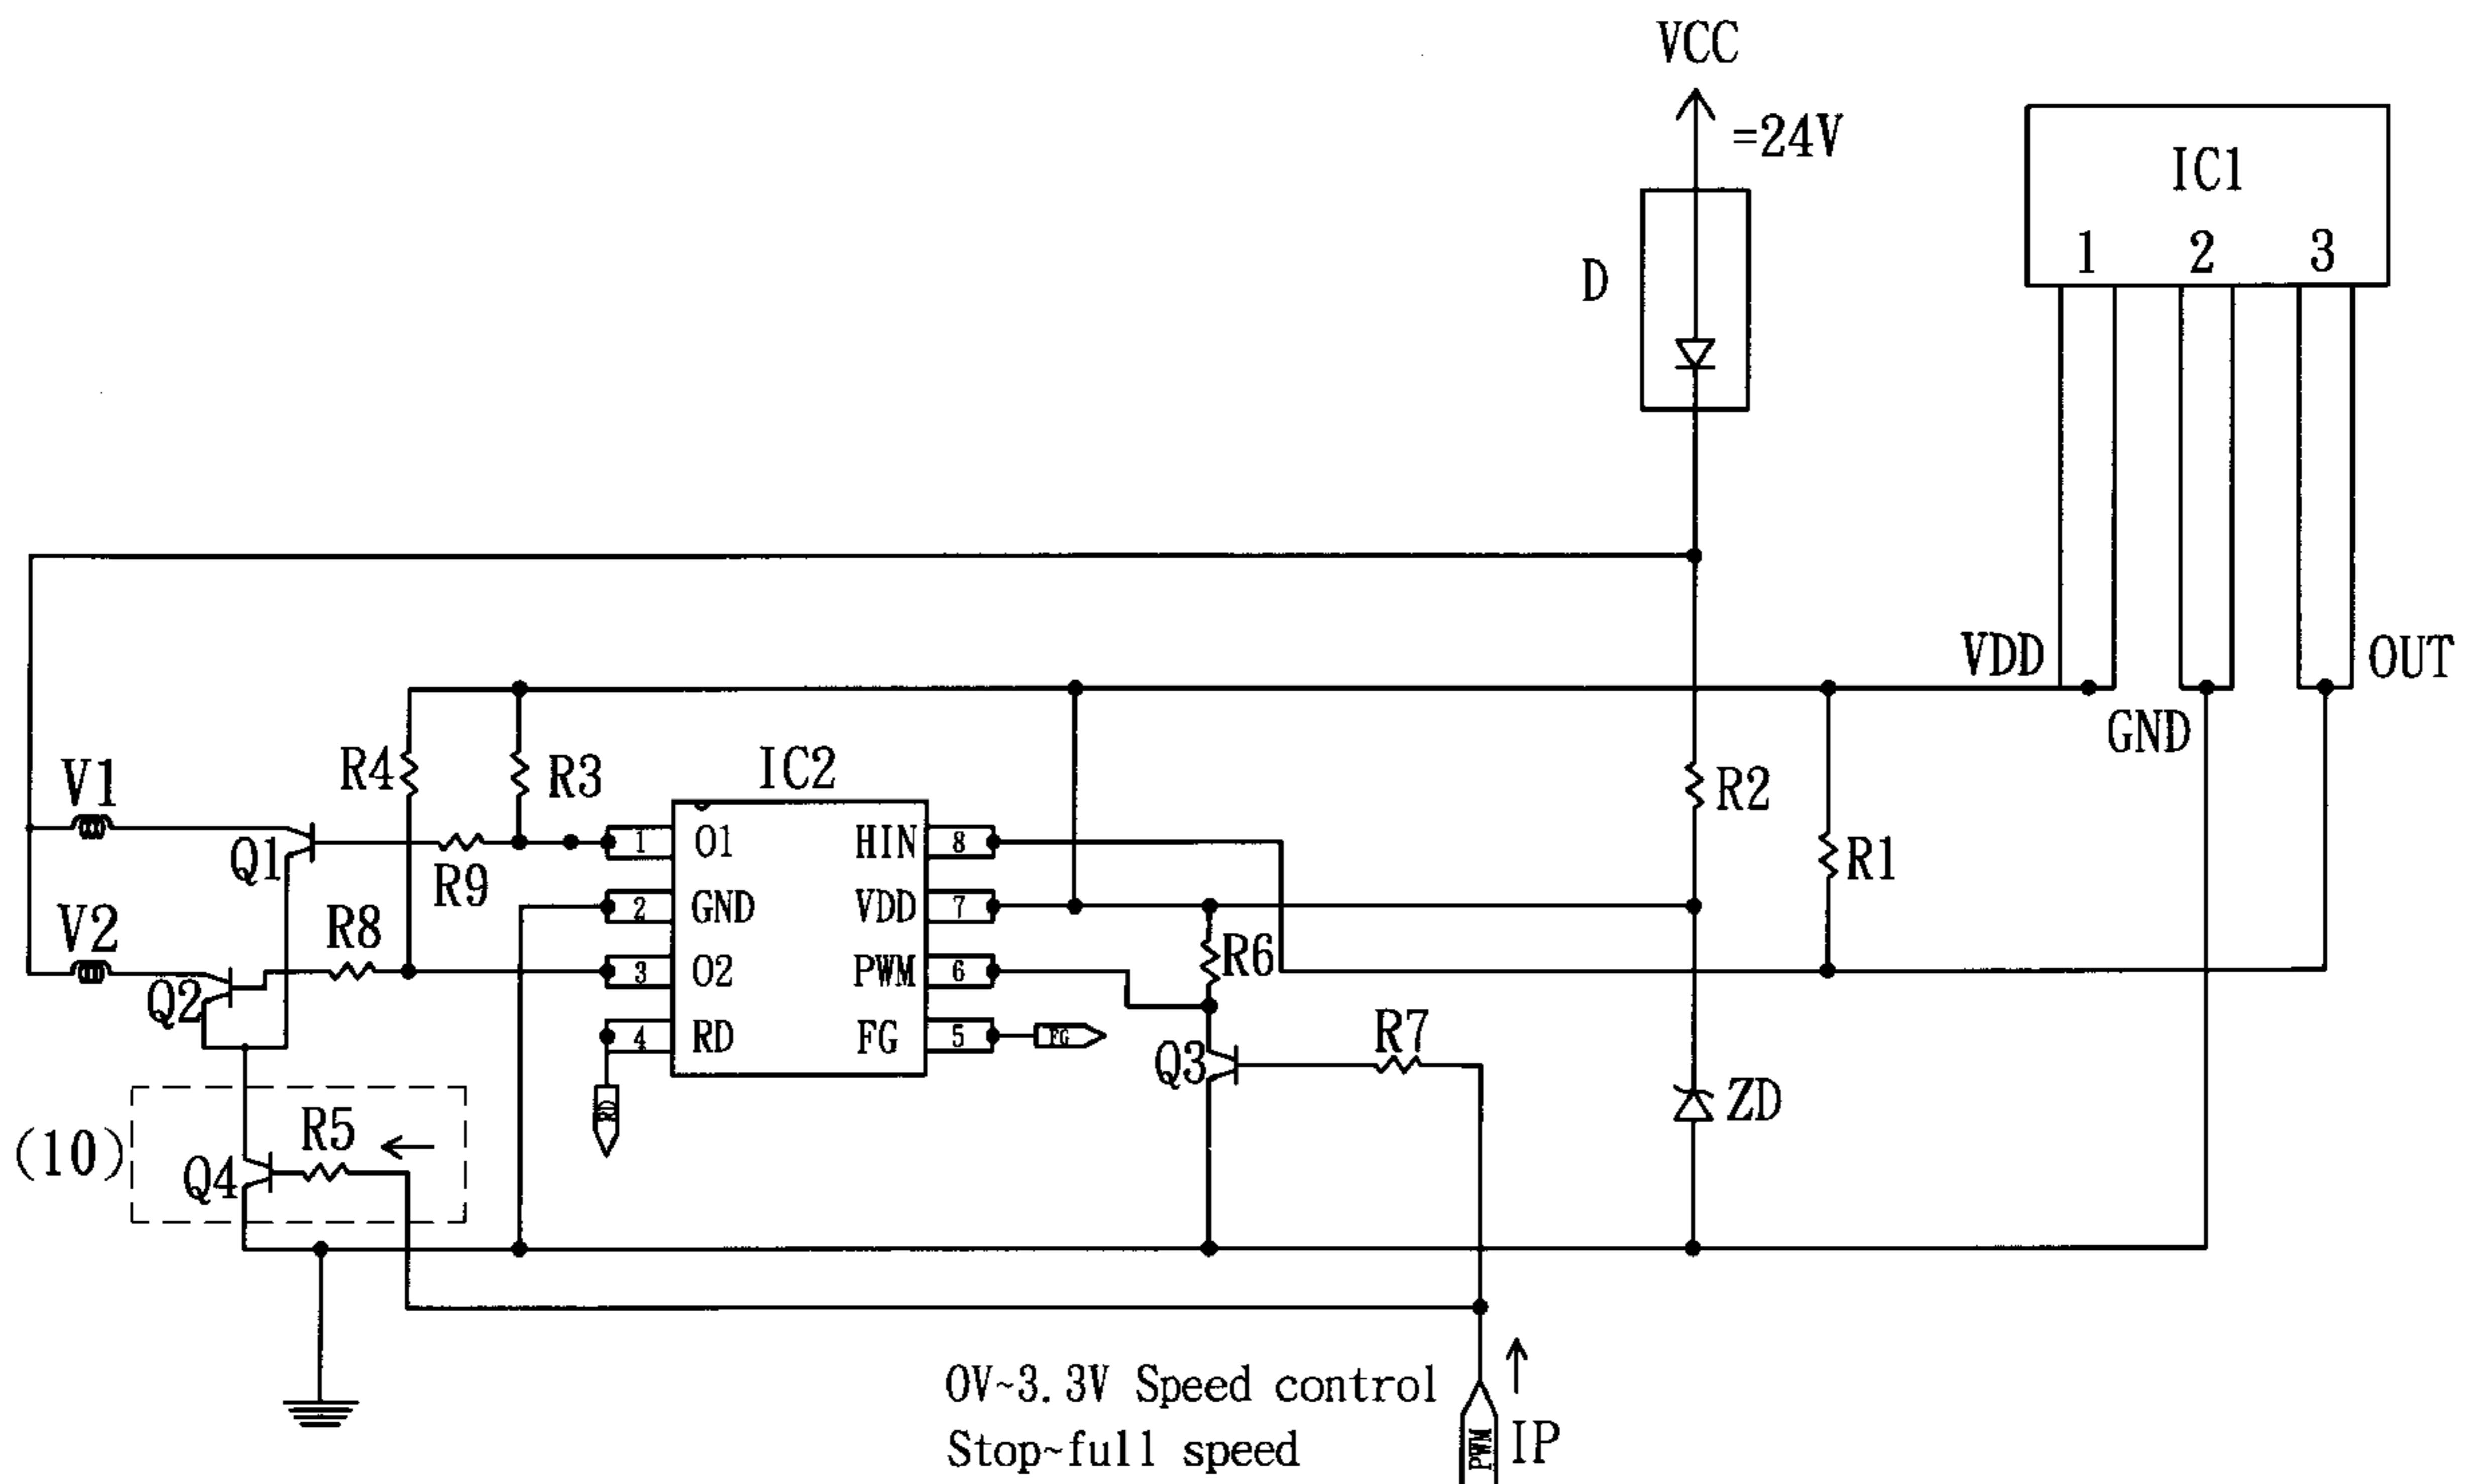 VCC
=24V
IC1
D
1 2 3
VDD
OUT
GND
R4
R3
IC2
R2
V1
Q1
R9
1 O1 HIN 8
R1
V2
R8
2 GND VDD 7
Q2
3 O2 PWM 6
R6
4 RD FG 5
FG
Q3
R7
RD
ZD
(10)
R5
Q4
0V~3.3V Speed control
Stop~full speed
PWM
IP